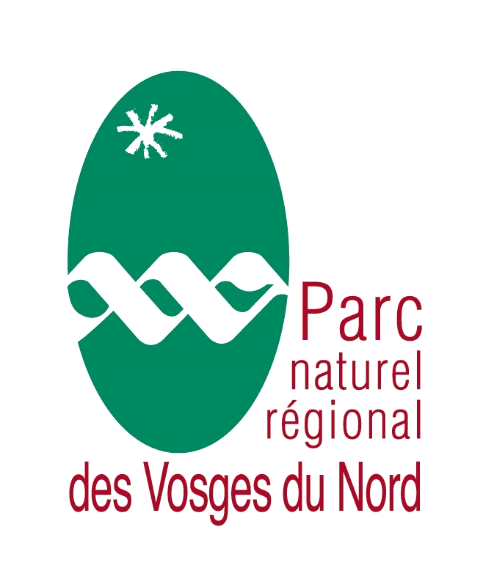 Parc
naturel
régional
des Vosges du Nord